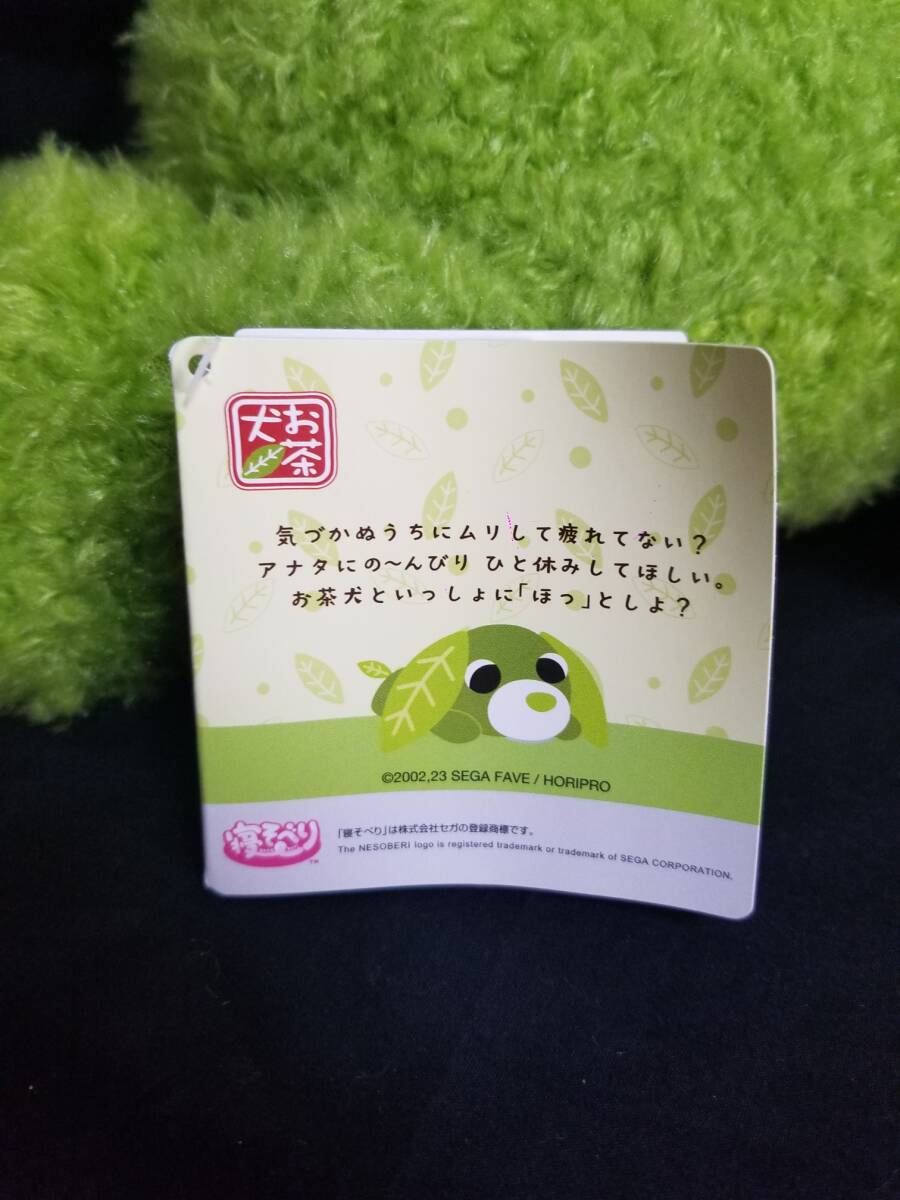 お茶犬
気づかぬうちにムリして疲れてない?
アナタにの〜んびり ひと休みしてほしい。
お茶犬といっしょに「ほっ」としよ?
©2002,23 SEGA FAVE / HORIPRO
寝そべり
TM
「寝そべり」は株式会社セガの登録商標です。
The NESOBERI logo is registered trademark or trademark of SEGA CORPORATION.